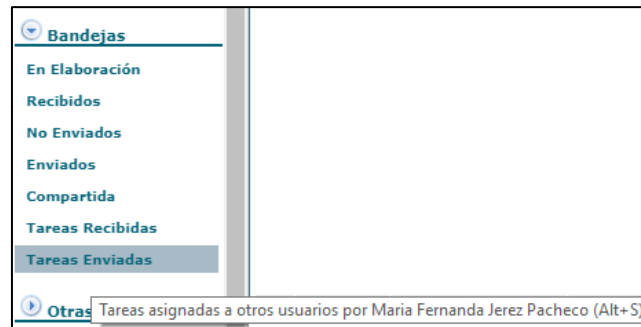 Bandejas
En Elaboración
Recibidos
No Enviados
Enviados
Compartida
Tareas Recibidas
Tareas Enviadas
Otras
Tareas asignadas a otros usuarios por Maria Fernanda Jerez Pacheco (Alt+S)